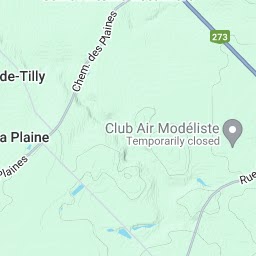 273
Chem. des Plaines
de-Tilly
Club Air Modéliste
Temporarily closed
a Plaine
Plaines
Rue